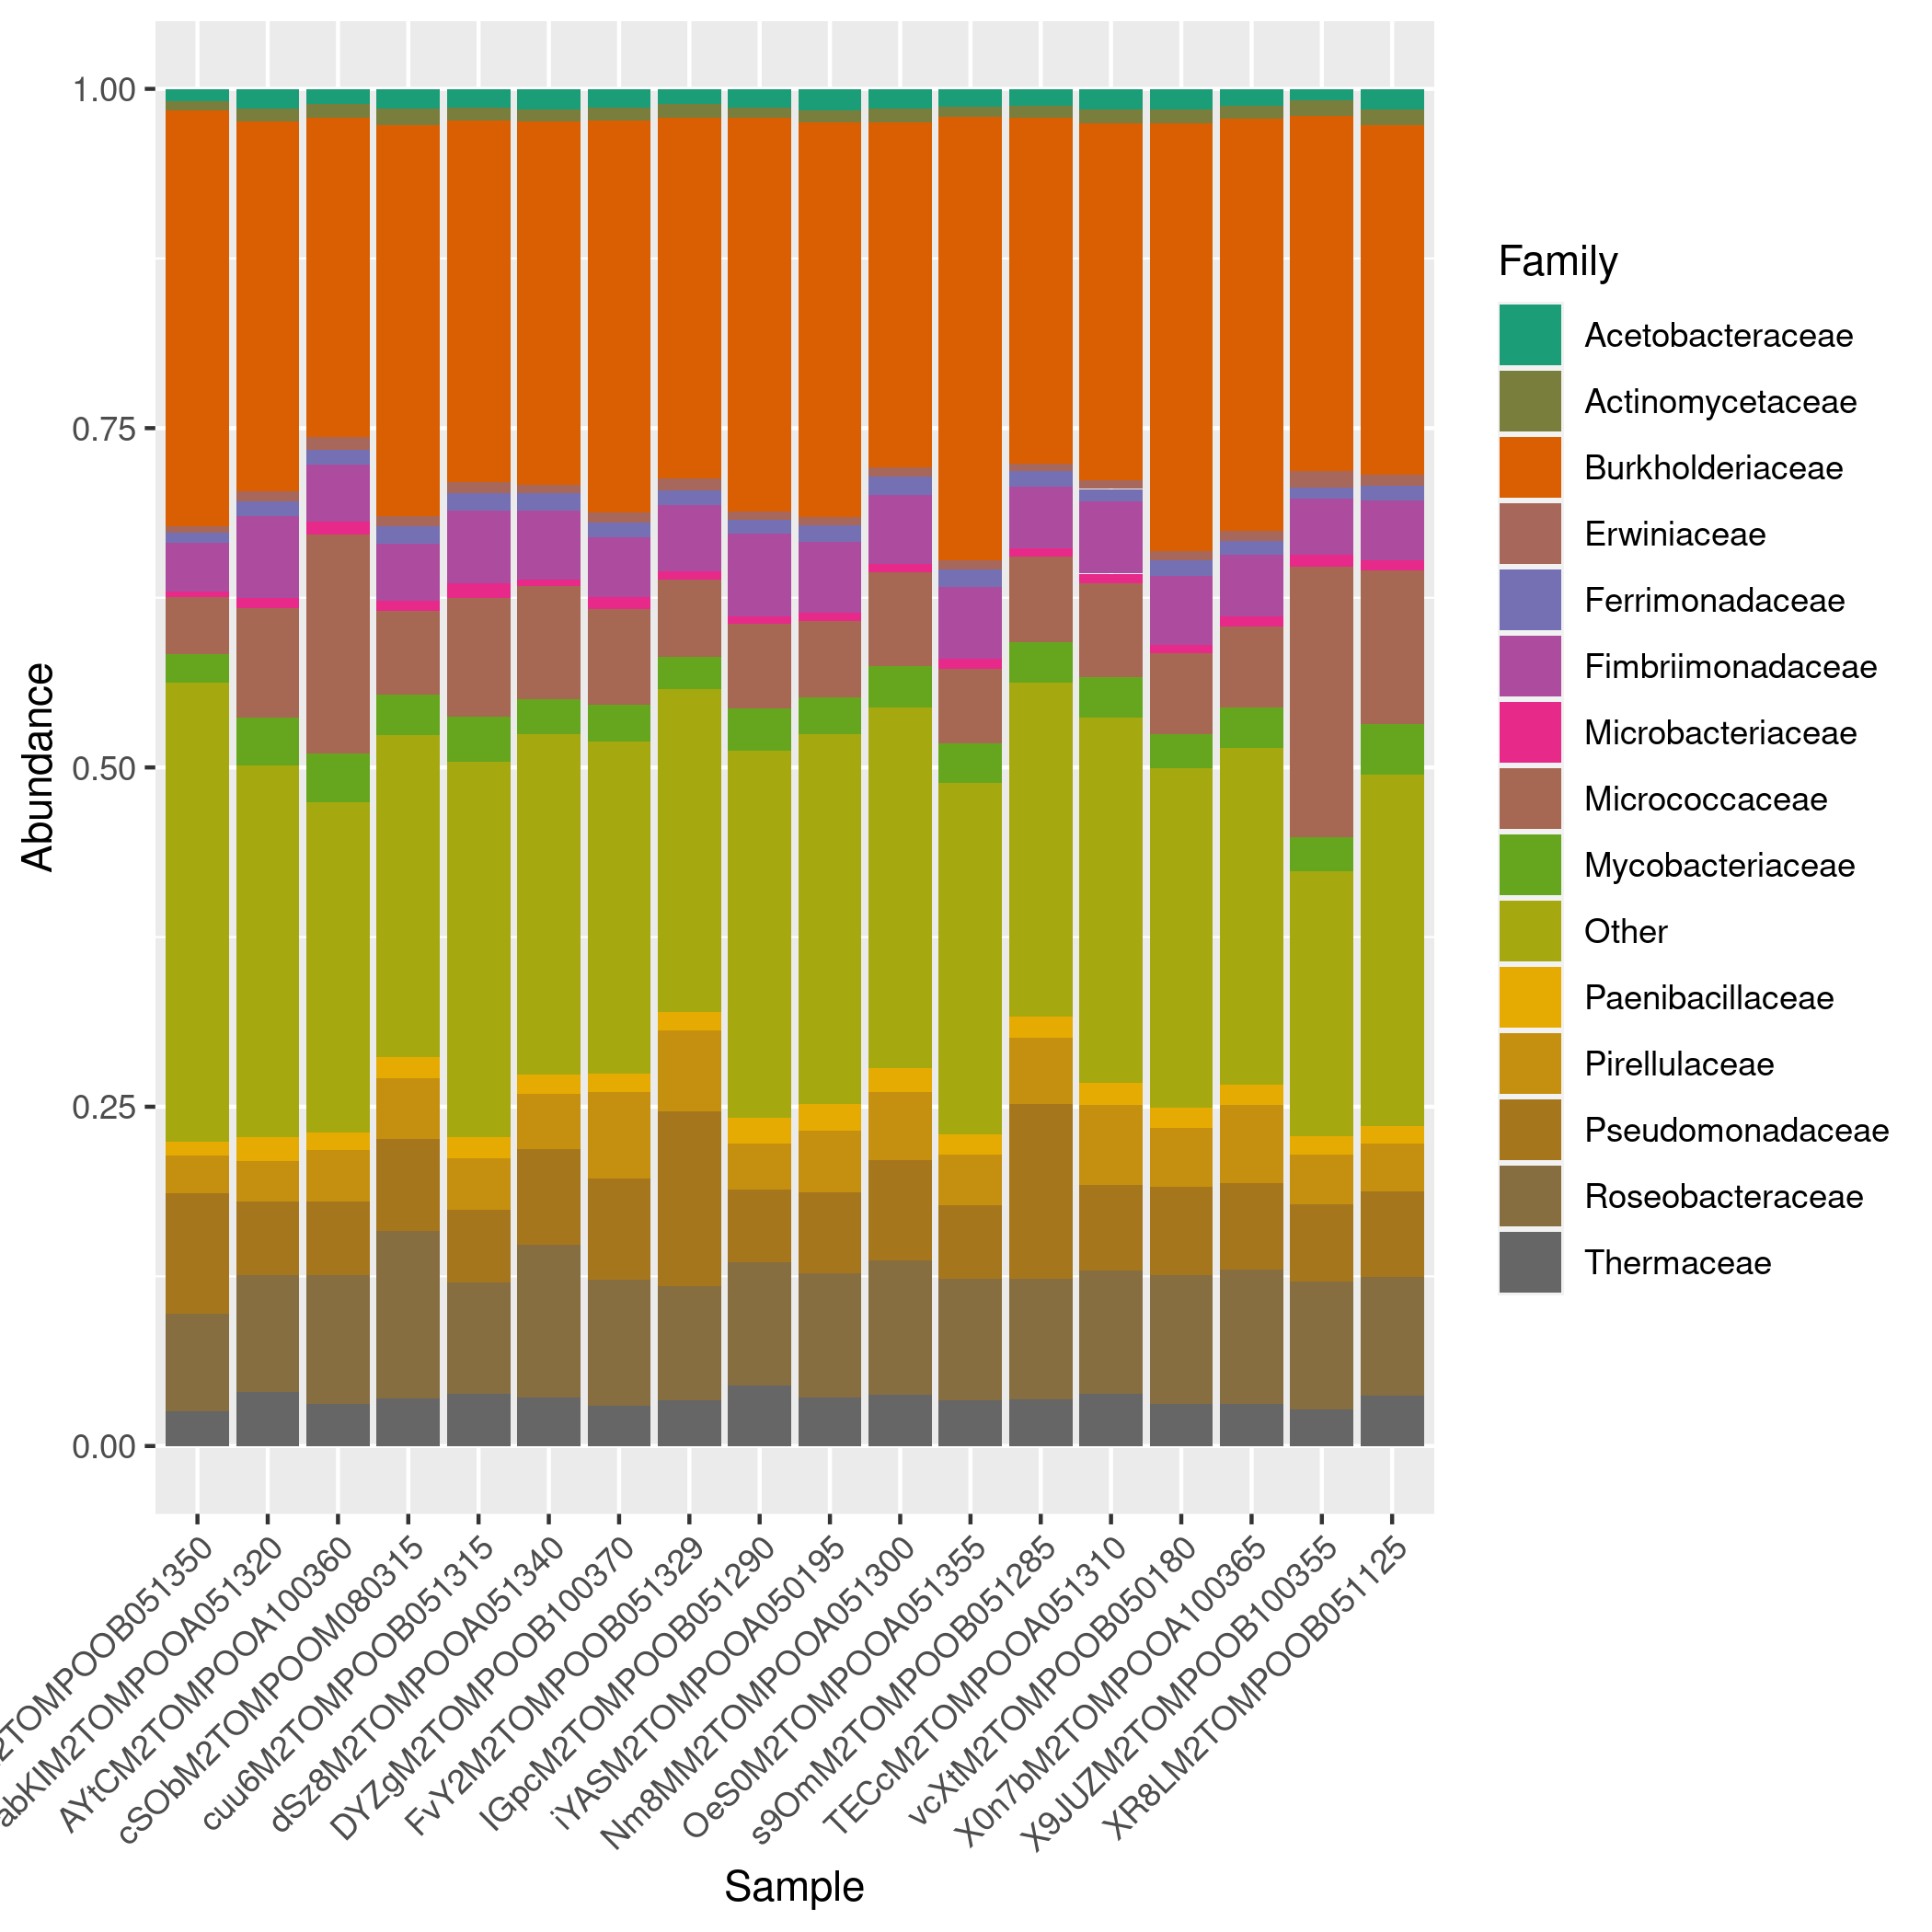 1.00
0.75
0.50
0.25
0.00
Abundance
TOMPOOB051350
abKIM2TOMPOOA051320
AYtCM2TOMPOOA100360
cSObM2TOMPOOM080315
cuu6M2TOMPOOB051315
dSz8M2TOMPOOA051340
DYZgM2TOMPOOB100370
FvY2M2TOMPOOB051329
IGpcM2TOMPOOB051290
iYASM2TOMPOOA050195
Nm8MM2TOMPOOA051300
OeS0M2TOMPOOA051355
s9OmM2TOMPOOB051285
TECcM2TOMPOOA051310
vcXtM2TOMPOOB050180
X0n7bM2TOMPOOA100365
X9JUZM2TOMPOOB100355
XR8LM2TOMPOOB051125
Sample
Family
Acetobacteraceae
Actinomycetaceae
Burkholderiaceae
Erwiniaceae
Ferrimonadaceae
Fimbriimonadaceae
Microbacteriaceae
Micrococcaceae
Mycobacteriaceae
Other
Paenibacillaceae
Pirellulaceae
Pseudomonadaceae
Roseobacteraceae
Thermaceae